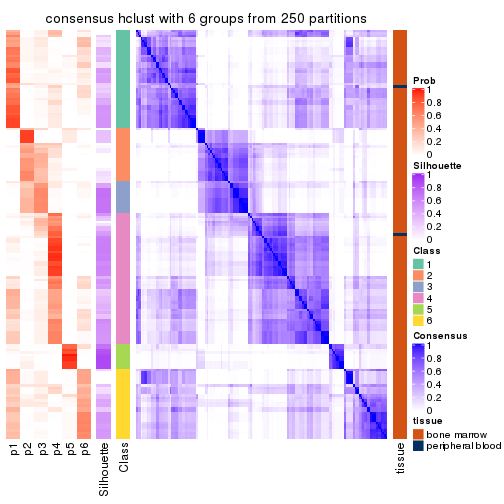 consensus hclust with 6 groups from 250 partitions
Prob
1
0.8
0.6
0.4
0.2
0
Silhouette
1
0.8
0.6
0.4
0.2
0
Class
1
2
3
4
5
6
Consensus
1
0.8
0.6
0.4
0.2
0
tissue
bone marrow
peripheral blood
p1
p2
p3
p4
p5
p6
Silhouette
Class
tissue